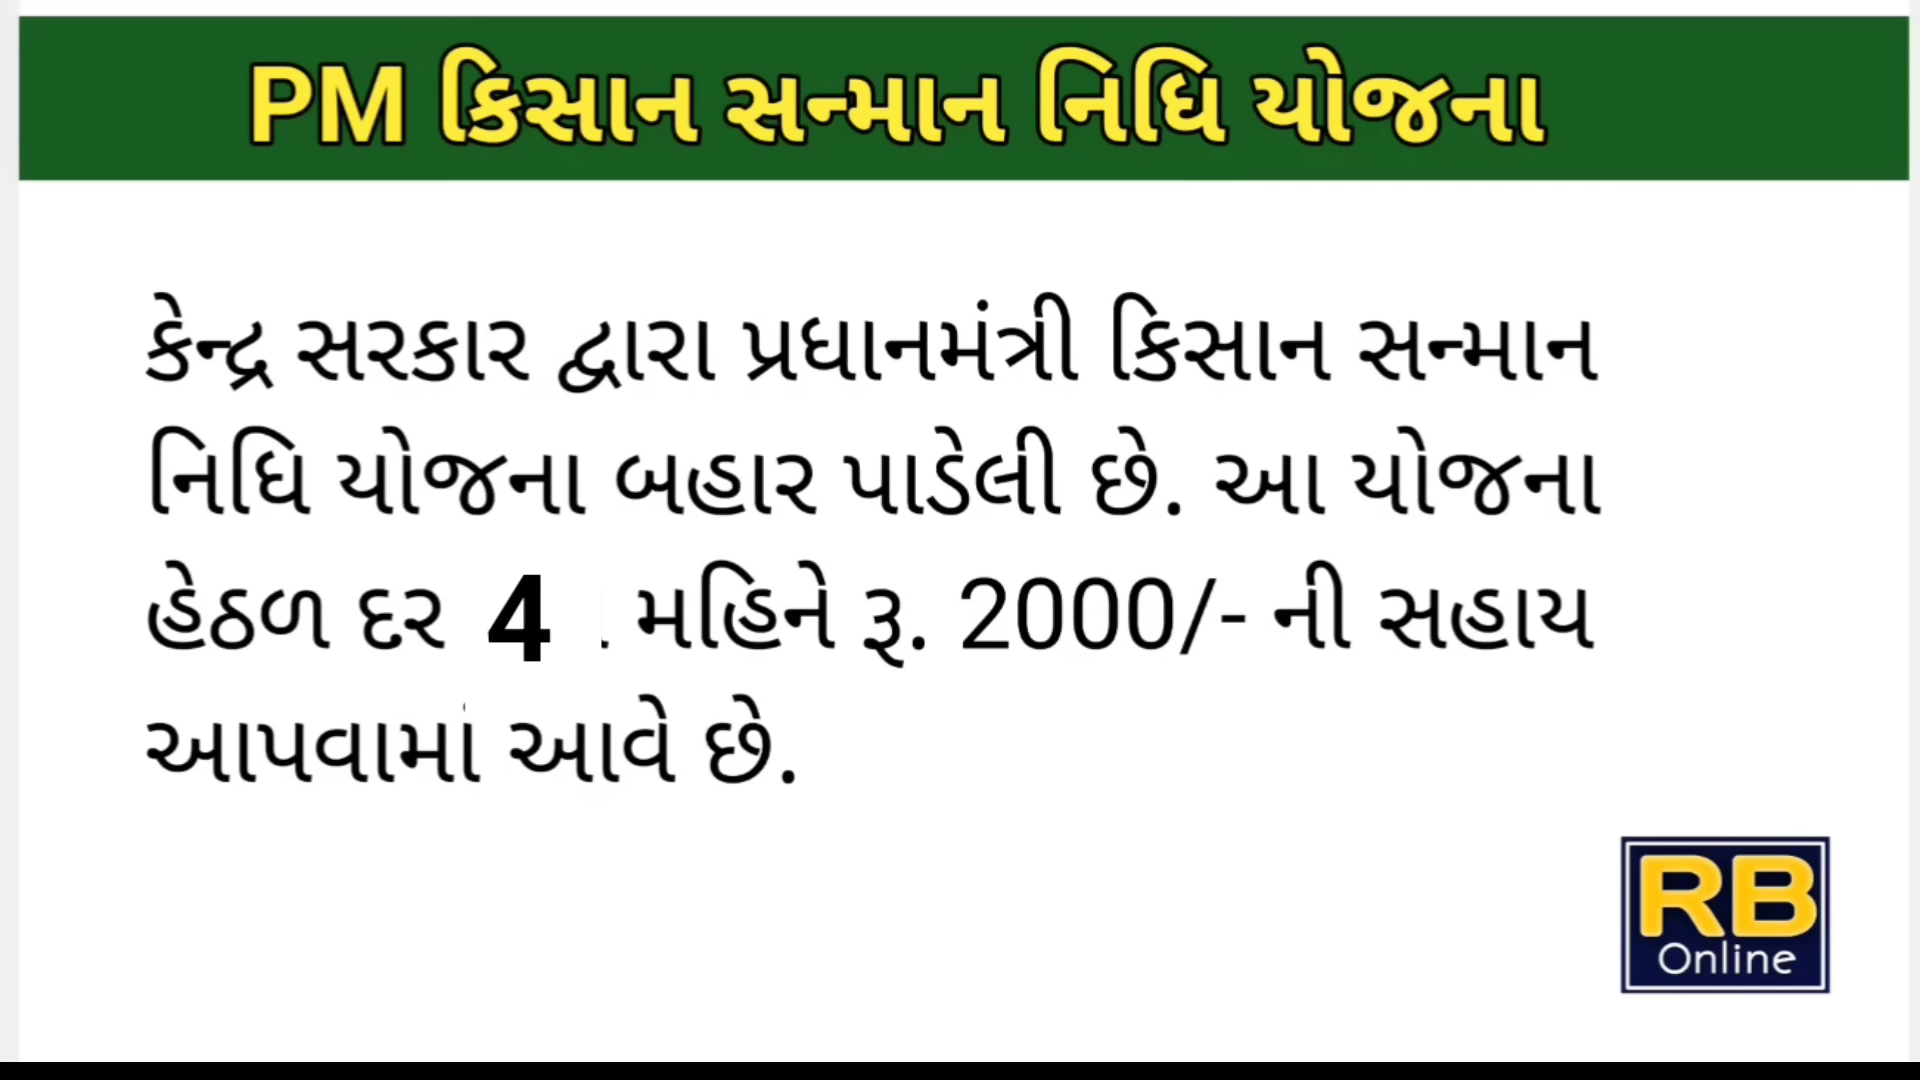 PM કિસાન સન્માન નિધિ યોજના
કેન્દ્ર સરકાર દ્વારા પ્રધાનમંત્રી કિસાન સન્માન
નિધિ યોજના બહાર પાડેલી છે. આ યોજના
હેઠળ દર 4 મહિને રૂ. 2000/- ની સહાય
આપવામાં આવે છે.
RB
Online